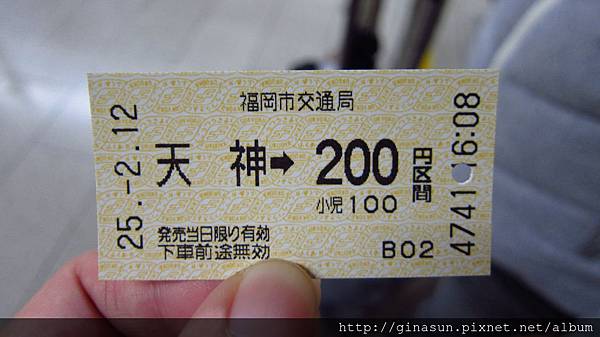 福岡市交通局
25.-2.12
天 神➡200円区間
小児100
発売当日限り有効
下車前途無効
B02
4741 16:08
http://ginasun.pixnet.net/album